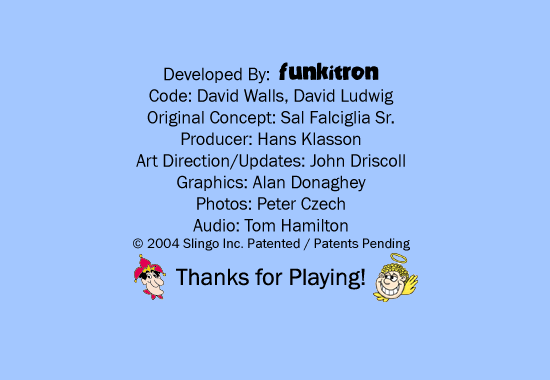 Developed By: funkitron
Code: David Walls, David Ludwig
Original Concept: Sal Falciglia Sr.
Producer: Hans Klasson
Art Direction/Updates: John Driscoll
Graphics: Alan Donaghey
Photos: Peter Czech
Audio: Tom Hamilton
© 2004 Slingo Inc. Patented / Patents Pending
Thanks for Playing!